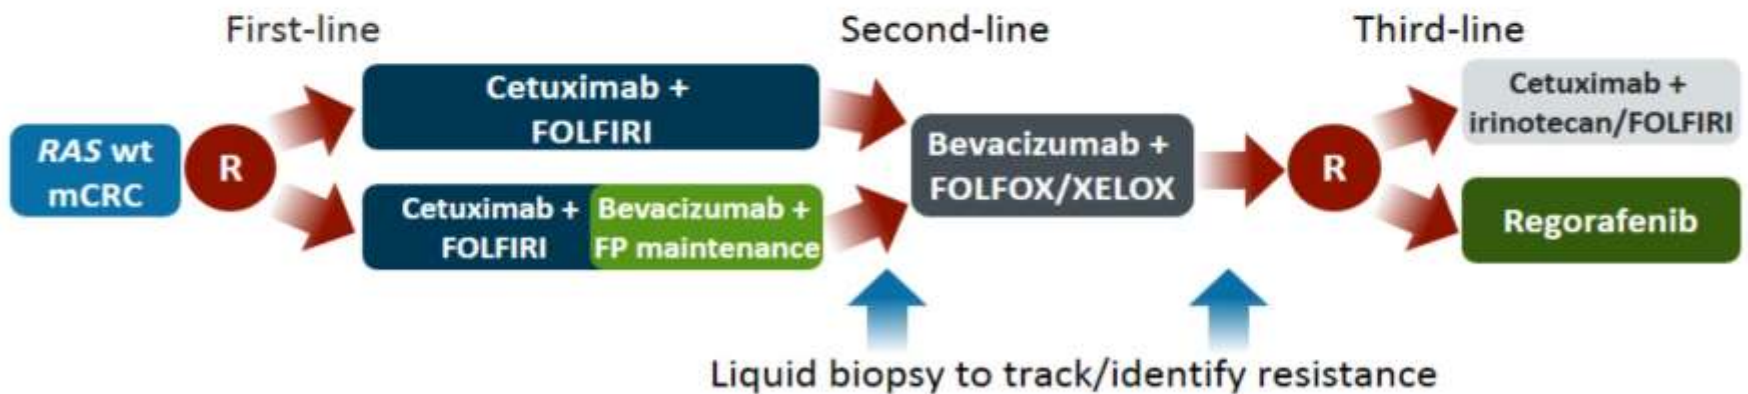 First-line
Second-line
Third-line
RAS wt
mCRC
R
Cetuximab +
FOLFIRI
Cetuximab +
FOLFIRI
Bevacizumab +
FP maintenance
Bevacizumab +
FOLFOX/XELOX
R
Cetuximab +
irinotecan/FOLFIRI
Regorafenib
Liquid biopsy to track/identify resistance